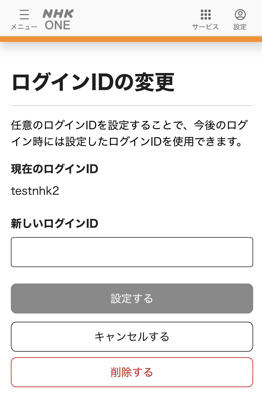 メニュー
NHK
ONE
サービス
設定
ログインIDの変更
任意のログインIDを設定することで、今後のログ
イン時には設定したログインIDを使用できます。
現在のログインID
testnhk2
新しいログインID
設定する
キャンセルする
削除する